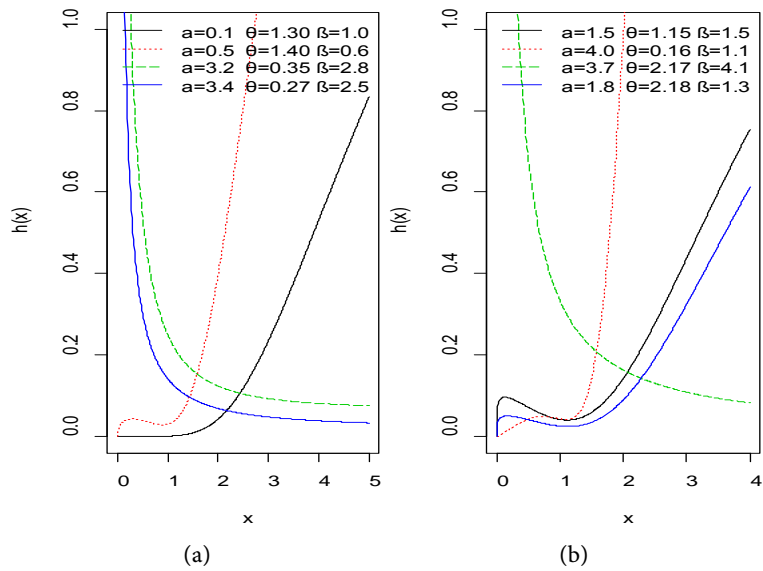 a=0.1 θ=1.30 ß=1.0
a=0.5 θ=1.40 ß=0.6
a=3.2 θ=0.35 ß=2.8
a=3.4 θ=0.27 ß=2.5
1.0
0.8
0.6
0.4
0.2
0.0
h(x)
0 1 2 3 4 5
x
(a)
a=1.5 θ=1.15 ß=1.5
a=4.0 θ=0.16 ß=1.1
a=3.7 θ=2.17 ß=4.1
a=1.8 θ=2.18 ß=1.3
1.0
0.8
0.6
0.4
0.2
0.0
h(x)
0 1 2 3 4
x
(b)